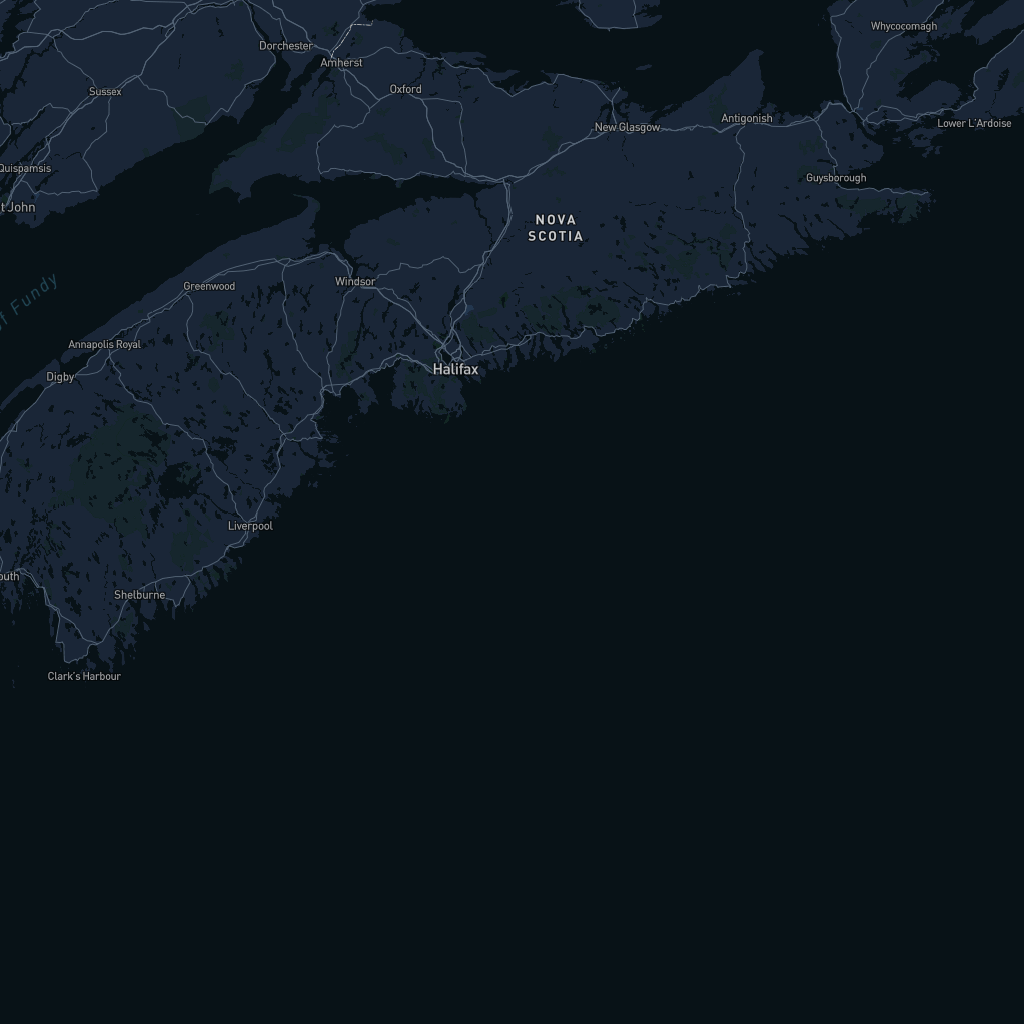 Whycocomagh
Dorchester
Amherst
Oxford
Sussex
Antigonish
Lower L'Ardoise
New Glasgow
Quispamsis
Guysborough
t John
NOVA
SCOTIA
Windsor
Greenwood
of Fundy
Annapolis Royal
Halifax
Digby
Liverpool
outh
Shelburne
Clark's Harbour